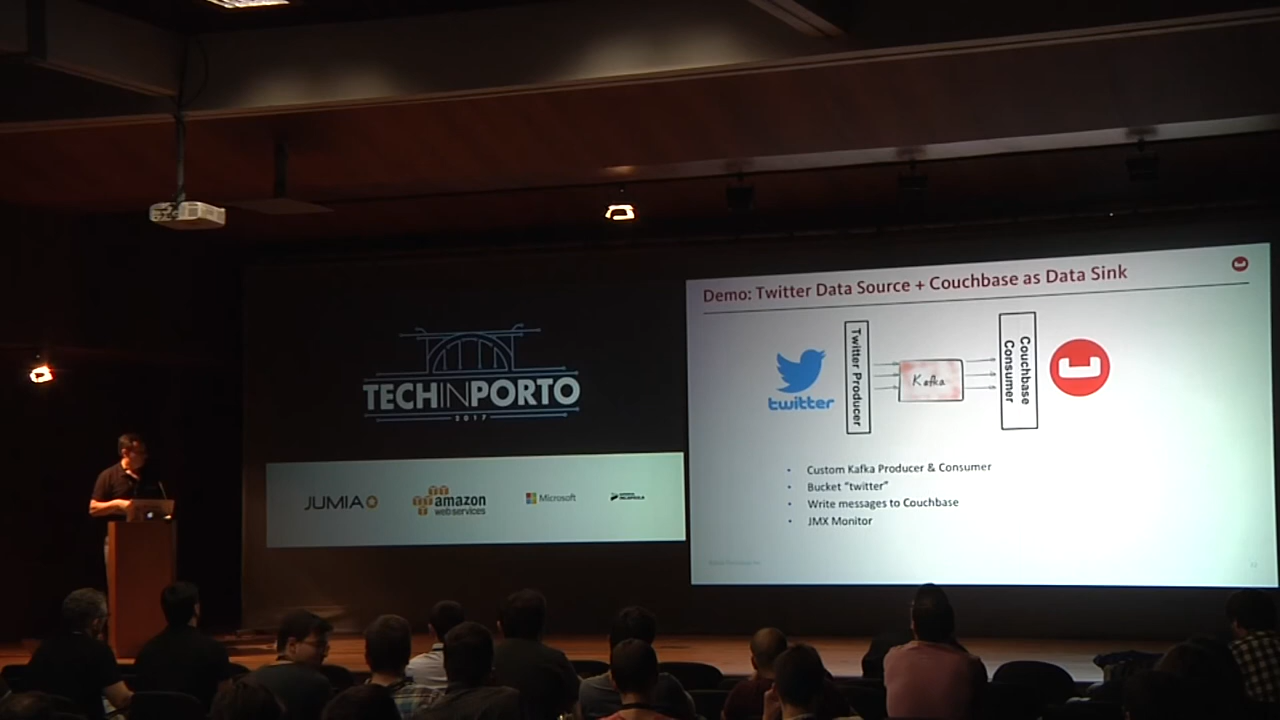 TECHINPORTO
2017
JUMIA
amazon
web services
Microsoft
Demo: Twitter Data Source + Couchbase as Data Sink
twitter
Twitter Producer
Kafka
Couchbase
Consumer
• Custom Kafka Producer & Consumer
• Bucket "twitter"
• Write messages to Couchbase
• JMX Monitor